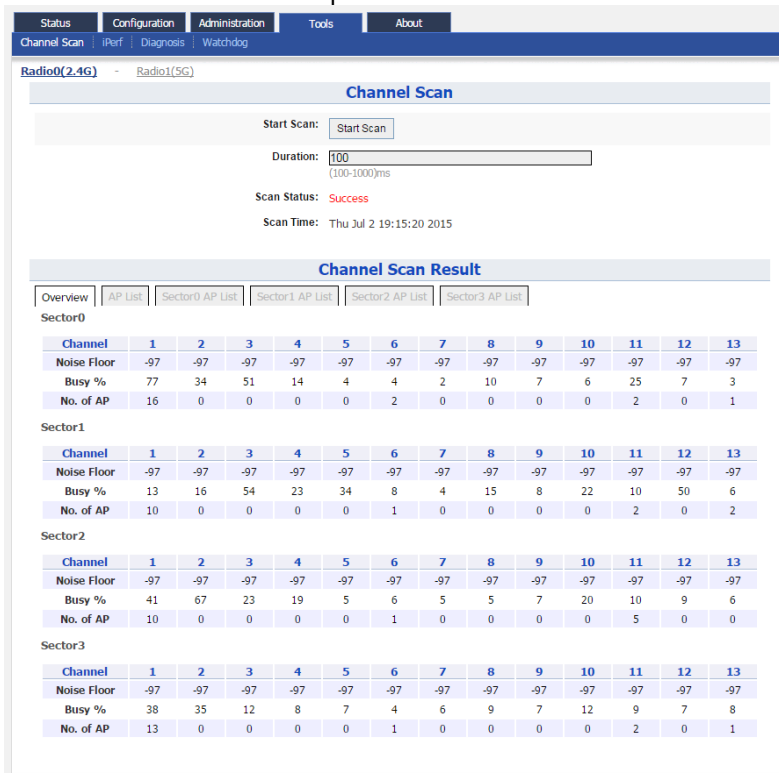 Status Configuration Administration Tools About
Channel Scan iPerf Diagnosis Watchdog
Radio0(2.4G) - Radio1(5G)
Channel Scan
Start Scan: Start Scan
Duration: 100
(100-1000)ms
Scan Status: Success
Scan Time: Thu Jul 2 19:15:20 2015
Channel Scan Result
Overview AP List Sector0 AP List Sector1 AP List Sector2 AP List Sector3 AP List
Sector0
Channel 1 2 3 4 5 6 7 8 9 10 11 12 13
Noise Floor -97 -97 -97 -97 -97 -97 -97 -97 -97 -97 -97 -97 -97
Busy % 77 34 51 14 4 4 2 10 7 6 25 7 3
No. of AP 16 0 0 0 0 2 0 0 0 0 2 0 1
Sector1
Channel 1 2 3 4 5 6 7 8 9 10 11 12 13
Noise Floor -97 -97 -97 -97 -97 -97 -97 -97 -97 -97 -97 -97 -97
Busy % 13 16 54 23 34 8 4 15 8 22 10 50 6
No. of AP 10 0 0 0 0 1 0 0 0 0 2 0 2
Sector2
Channel 1 2 3 4 5 6 7 8 9 10 11 12 13
Noise Floor -97 -97 -97 -97 -97 -97 -97 -97 -97 -97 -97 -97 -97
Busy % 41 67 23 19 5 6 5 5 7 20 10 9 6
No. of AP 10 0 0 0 0 1 0 0 0 0 5 0 0
Sector3
Channel 1 2 3 4 5 6 7 8 9 10 11 12 13
Noise Floor -97 -97 -97 -97 -97 -97 -97 -97 -97 -97 -97 -97 -97
Busy % 38 35 12 8 7 4 6 9 7 12 9 7 8
No. of AP 13 0 0 0 0 1 0 0 0 0 2 0 1